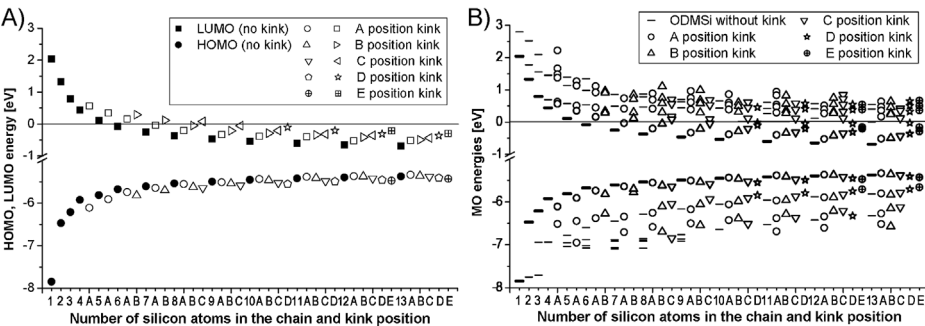 A)
LUMO (no kink)
HOMO (no kink)
A position kink
B position kink
C position kink
D position kink
E position kink
HOMO, LUMO energy [eV]
3
2
1
0
-1
-6
-7
-8
1 2 3 4 A 5 A 6 A B 7 A B 8 A B C 9 A B C 10 A B C D 11 A B C D 12 A B C D E 13 A B C D E
Number of silicon atoms in the chain and kink position
B)
ODMSi without kink
A position kink
B position kink
C position kink
D position kink
E position kink
MO energies [eV]
3
2
1
0
-1
-5
-6
-7
-8
1 2 3 4 A 5 A 6 A B 7 A B 8 A B C 9 A B C 10 A B C D 11 A B C D 12 A B C D E 13 A B C D E
Number of silicon atoms in the chain and kink position